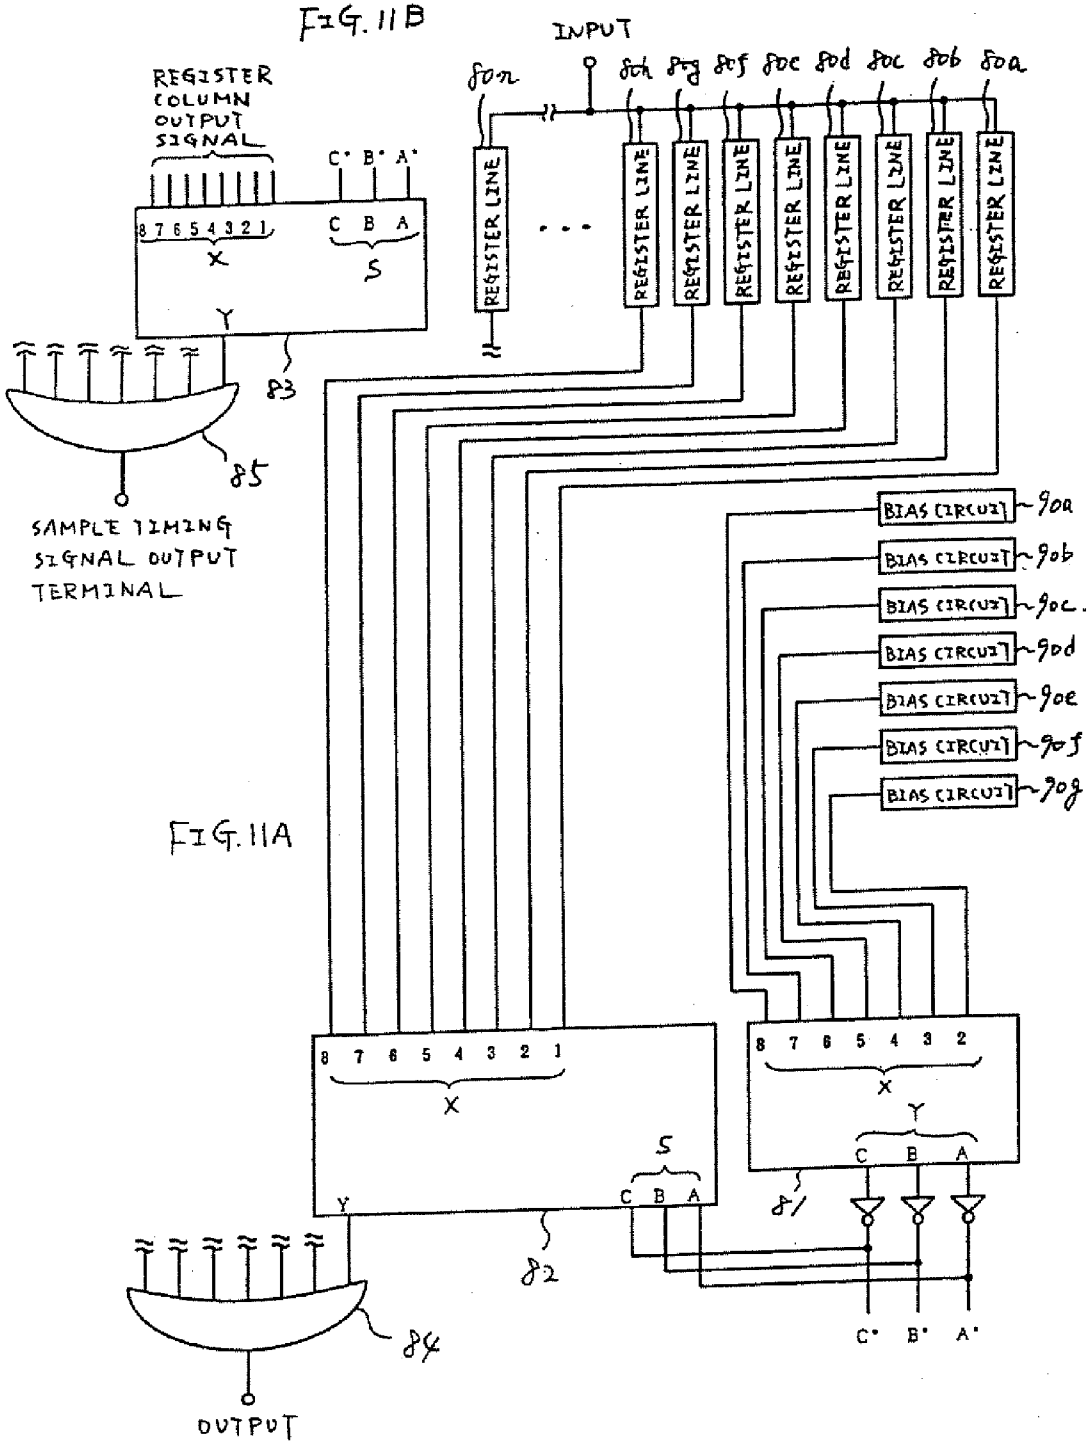 FIG. 11B
INPUT
REGISTER
COLUMN
OUTPUT
SIGNAL
C* B* A*
8 7 6 5 4 3 2 1
X
C B A
S
Y
83
85
SAMPLE TIMING
SIGNAL OUTPUT
TERMINAL
80n 80h 80g 80f 80e 80d 80c 80b 80a
REGISTER LINE
...
REGISTER LINE
REGISTER LINE
REGISTER LINE
REGISTER LINE
REGISTER LINE
REGISTER LINE
REGISTER LINE
REGISTER LINE
BIAS CIRCUIT 90a
BIAS CIRCUIT 90b
BIAS CIRCUIT 90c
BIAS CIRCUIT 90d
BIAS CIRCUIT 90e
BIAS CIRCUIT 90f
BIAS CIRCUIT 90g
FIG. 11A
8 7 6 5 4 3 2 1
X
S
C B A
Y
82
8 7 6 5 4 3 2
X
Y
C B A
81
C* B* A*
84
OUTPUT